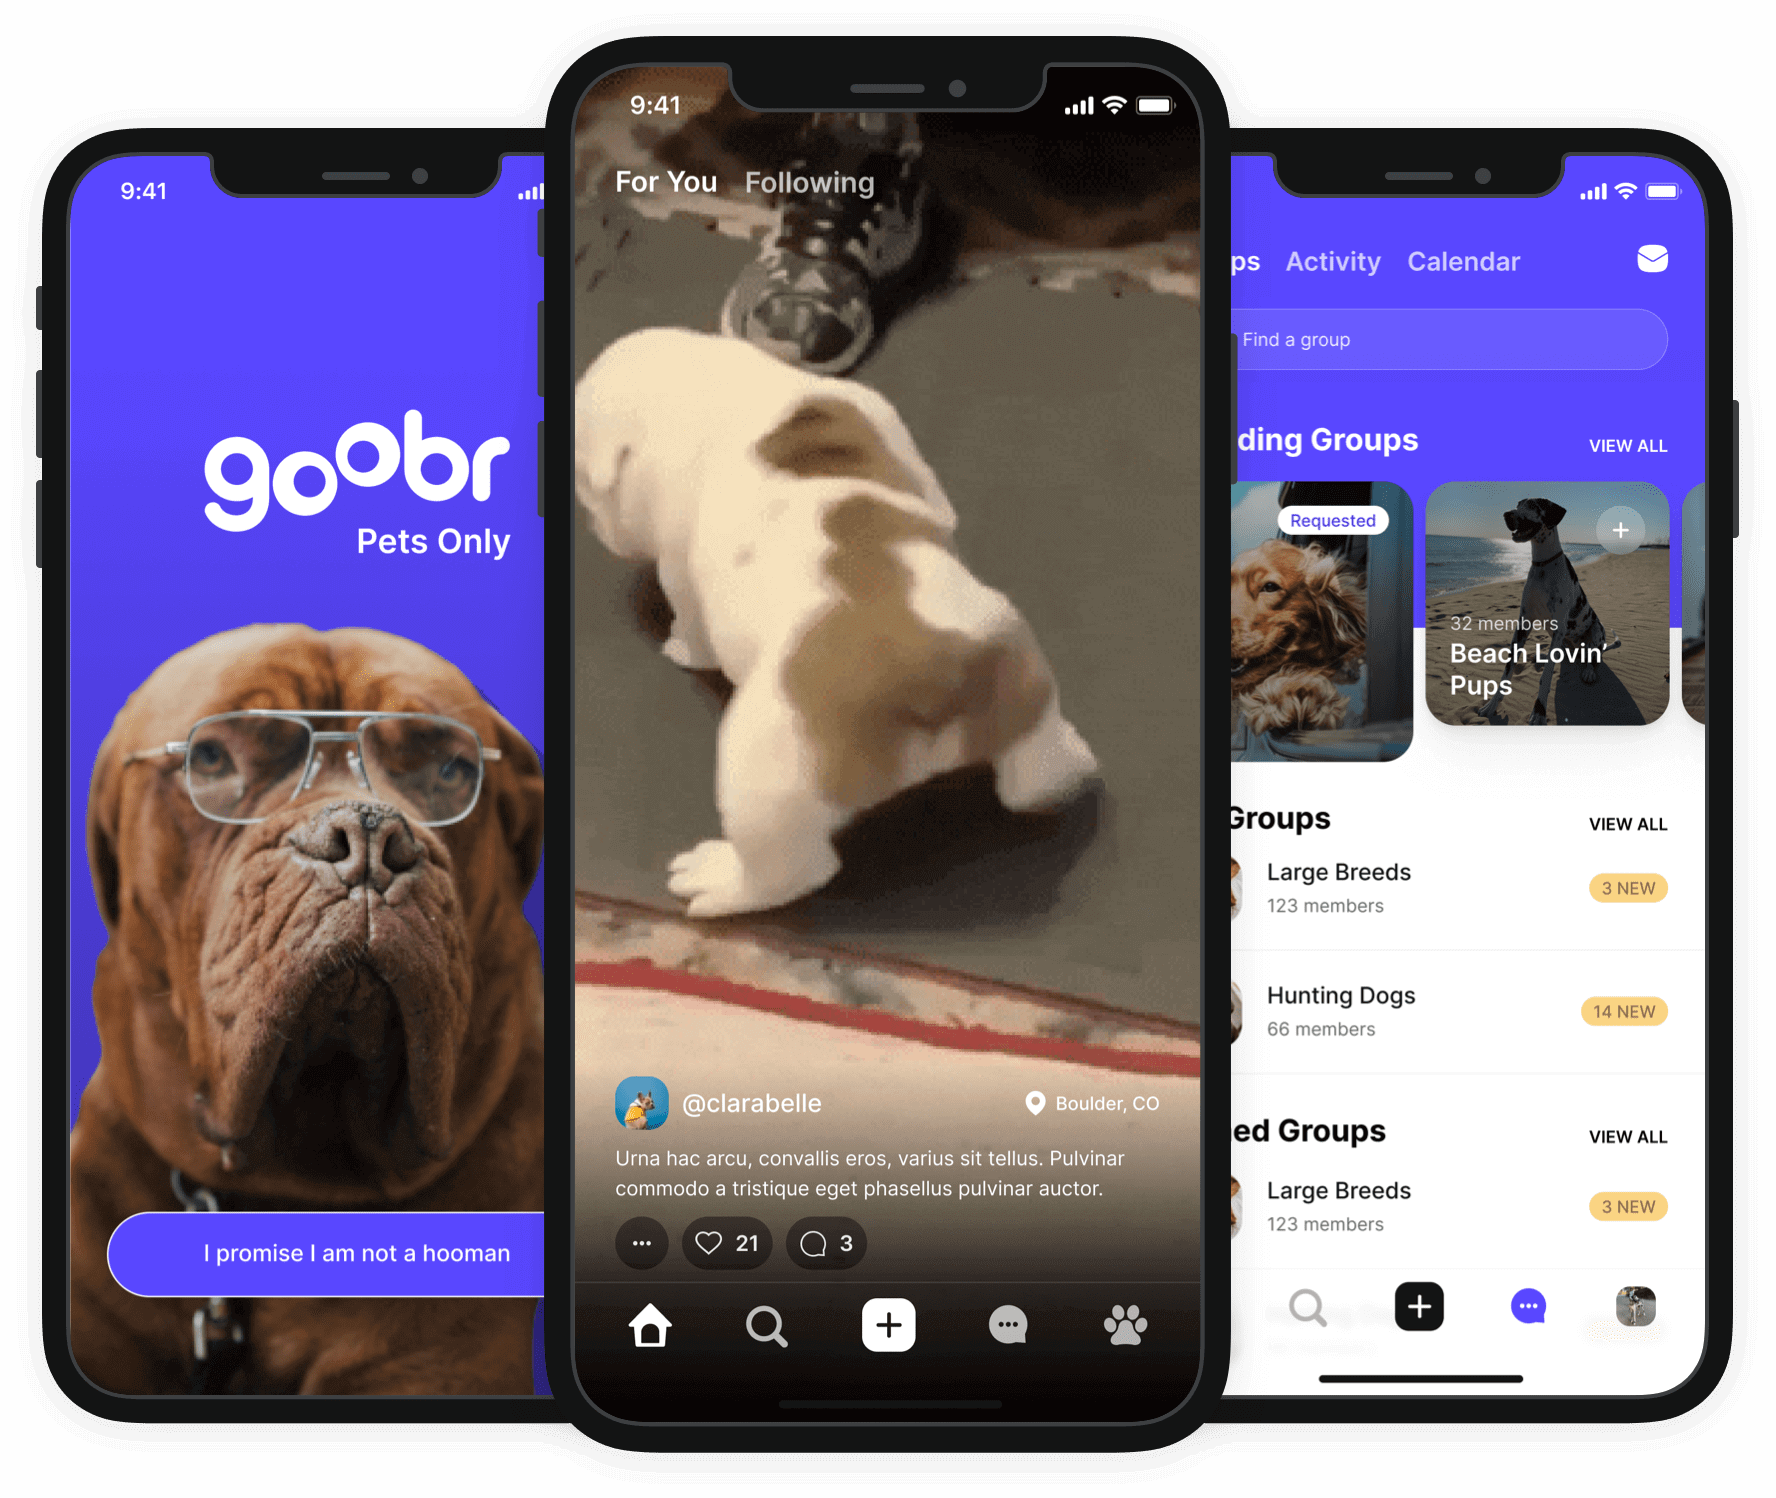 9:41
goobr
Pets Only
I promise I am not a hooman
9:41
For You Following
@clarabelle
Boulder, CO
Urna hac arcu, convallis eros, varius sit tellus. Pulvinar
commodo a tristique eget phasellus pulvinar auctor.
21
3
ps Activity Calendar
Find a group
ding Groups
VIEW ALL
Requested
32 members
Beach Lovin’
Pups
Groups
VIEW ALL
Large Breeds
123 members
3 NEW
Hunting Dogs
66 members
14 NEW
ed Groups
VIEW ALL
Large Breeds
123 members
3 NEW